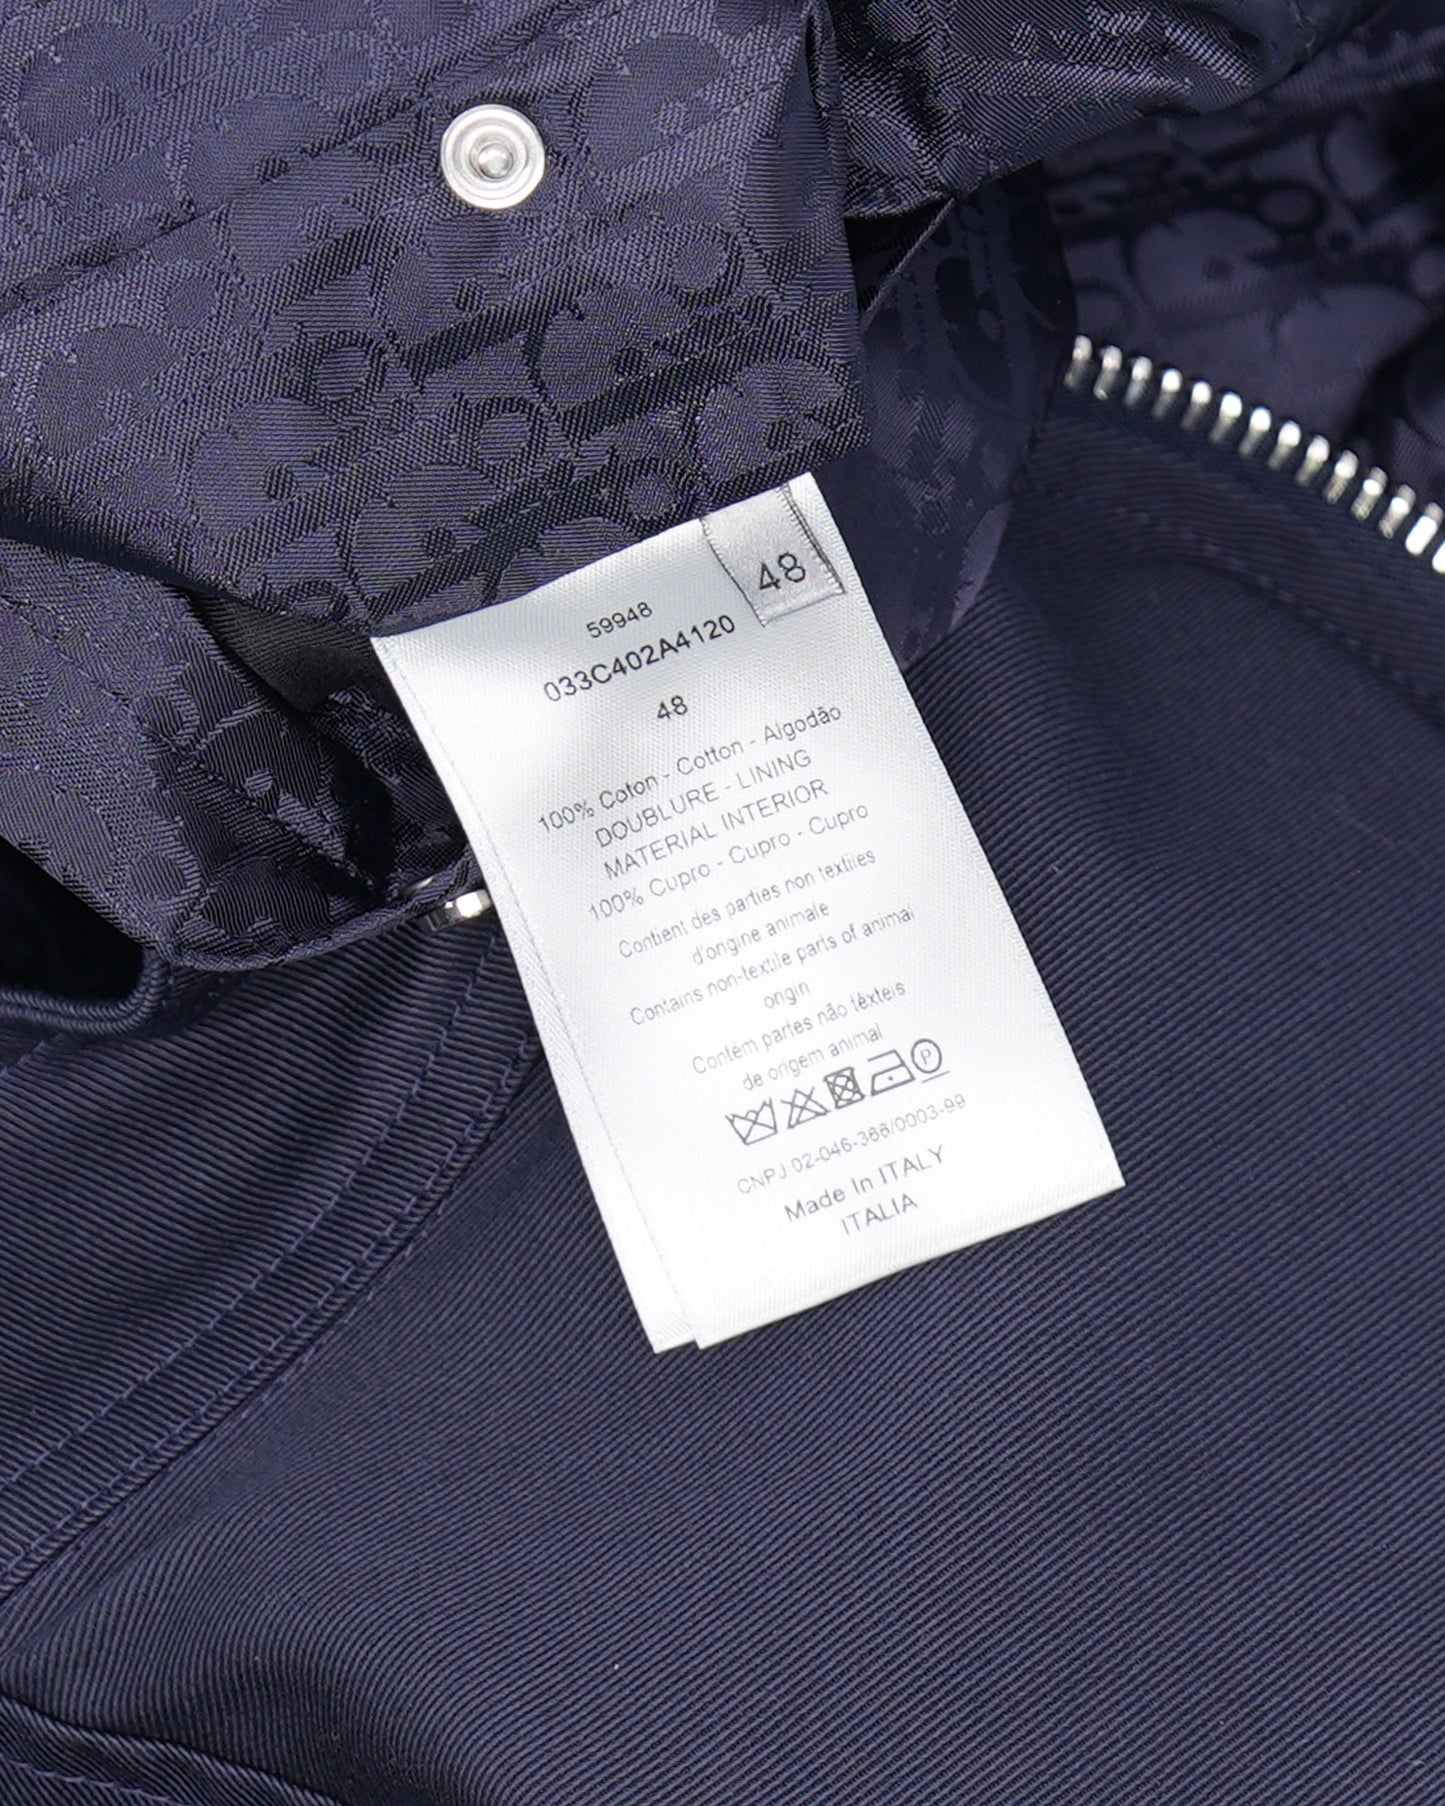 48
59948
033C402A4120
48
100% Coton - Cotton - Algodão
DOUBLURE - LINING
MATERIAL INTERIOR
100% Cupro - Cupro - Cupro
Contient des parties non textiles
d'origine animale
Contains non-textile parts of animal
origin
Contém partes não têxteis
de origem animal
P
CNPJ 02-046-366/0003-99
Made In ITALY
ITALIA